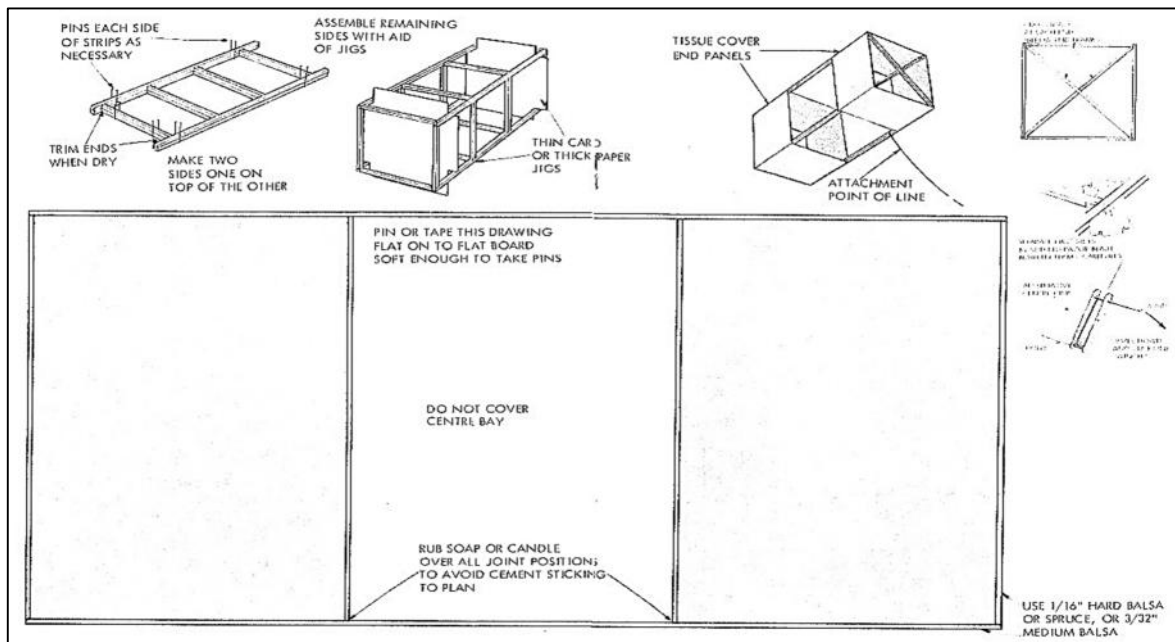 PINS EACH SIDE
OF STRIPS AS
NECESSARY
TRIM ENDS
WHEN DRY
MAKE TWO
SIDES ONE ON
TOP OF THE OTHER
ASSEMBLE REMAINING
SIDES WITH AID
OF JIGS
THIN CARD
OR THICK PAPER
JIGS
TISSUE COVER
END PANELS
ATTACHMENT
POINT OF LINE
PIN OR TAPE THIS DRAWING
FLAT ON TO FLAT BOARD
SOFT ENOUGH TO TAKE PINS
DO NOT COVER
CENTRE BAY
RUB SOAP OR CANDLE
OVER ALL JOINT POSITIONS
TO AVOID CEMENT STICKING
TO PLAN
USE 1/16" HARD BALSA
OR SPRUCE, OR 3/32"
MEDIUM BALSA